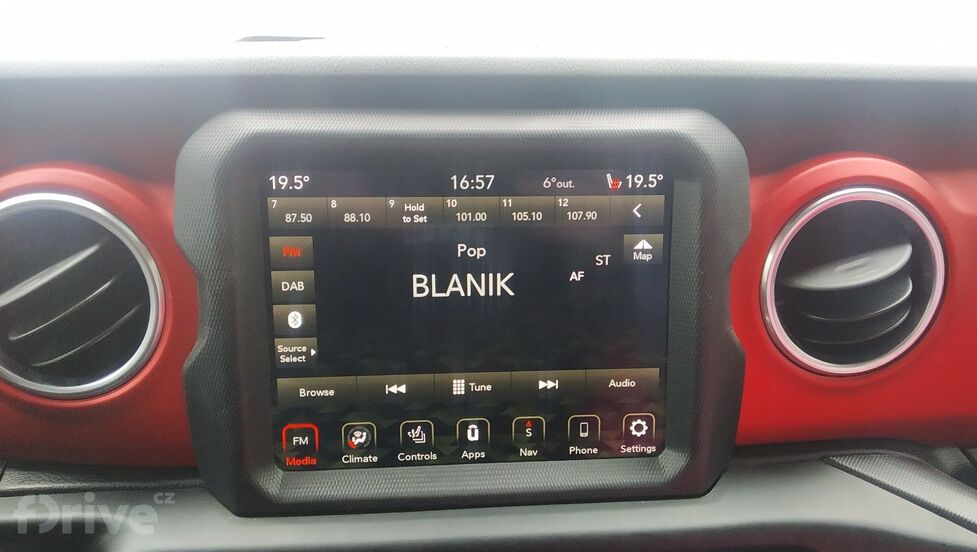 19.5° 16:57 6°out. 19.5°
7 8 9 Hold 10 11 12
87.50 88.10 to Set 101.00 105.10 107.90
FM Pop Map
ST
AF
DAB BLANIK
Source
Select
Browse Tune Audio
FM S
Media Climate Controls Apps Nav Phone Settings
fDrive cz